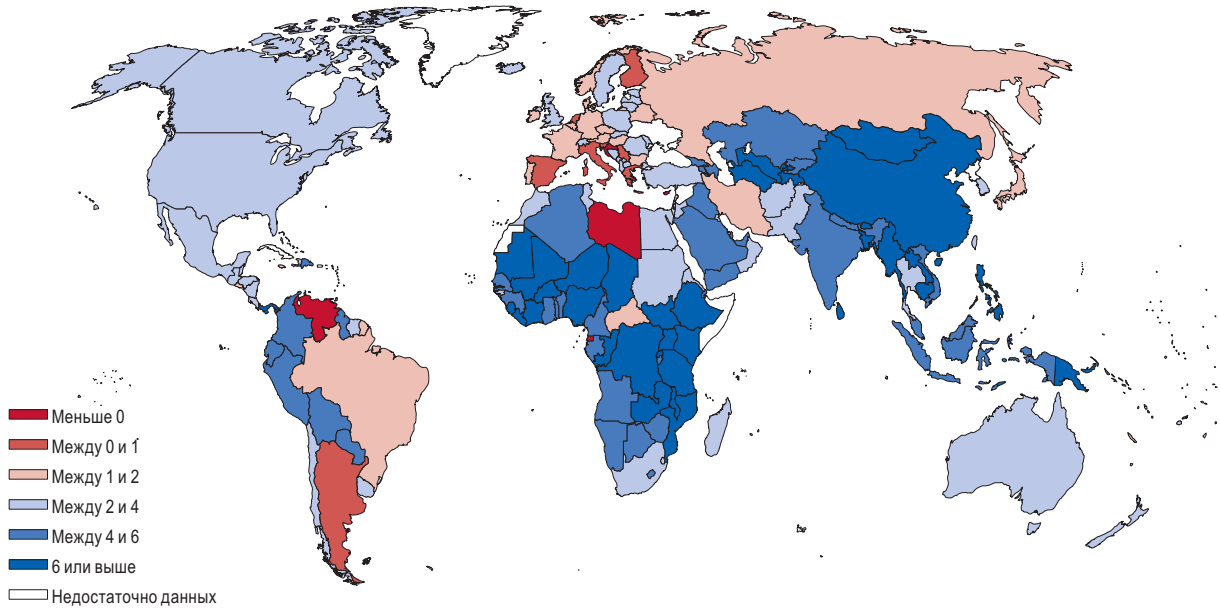 Меньше 0
Между 0 и 1
Между 1 и 2
Между 2 и 4
Между 4 и 6
6 или выше
Недостаточно данных